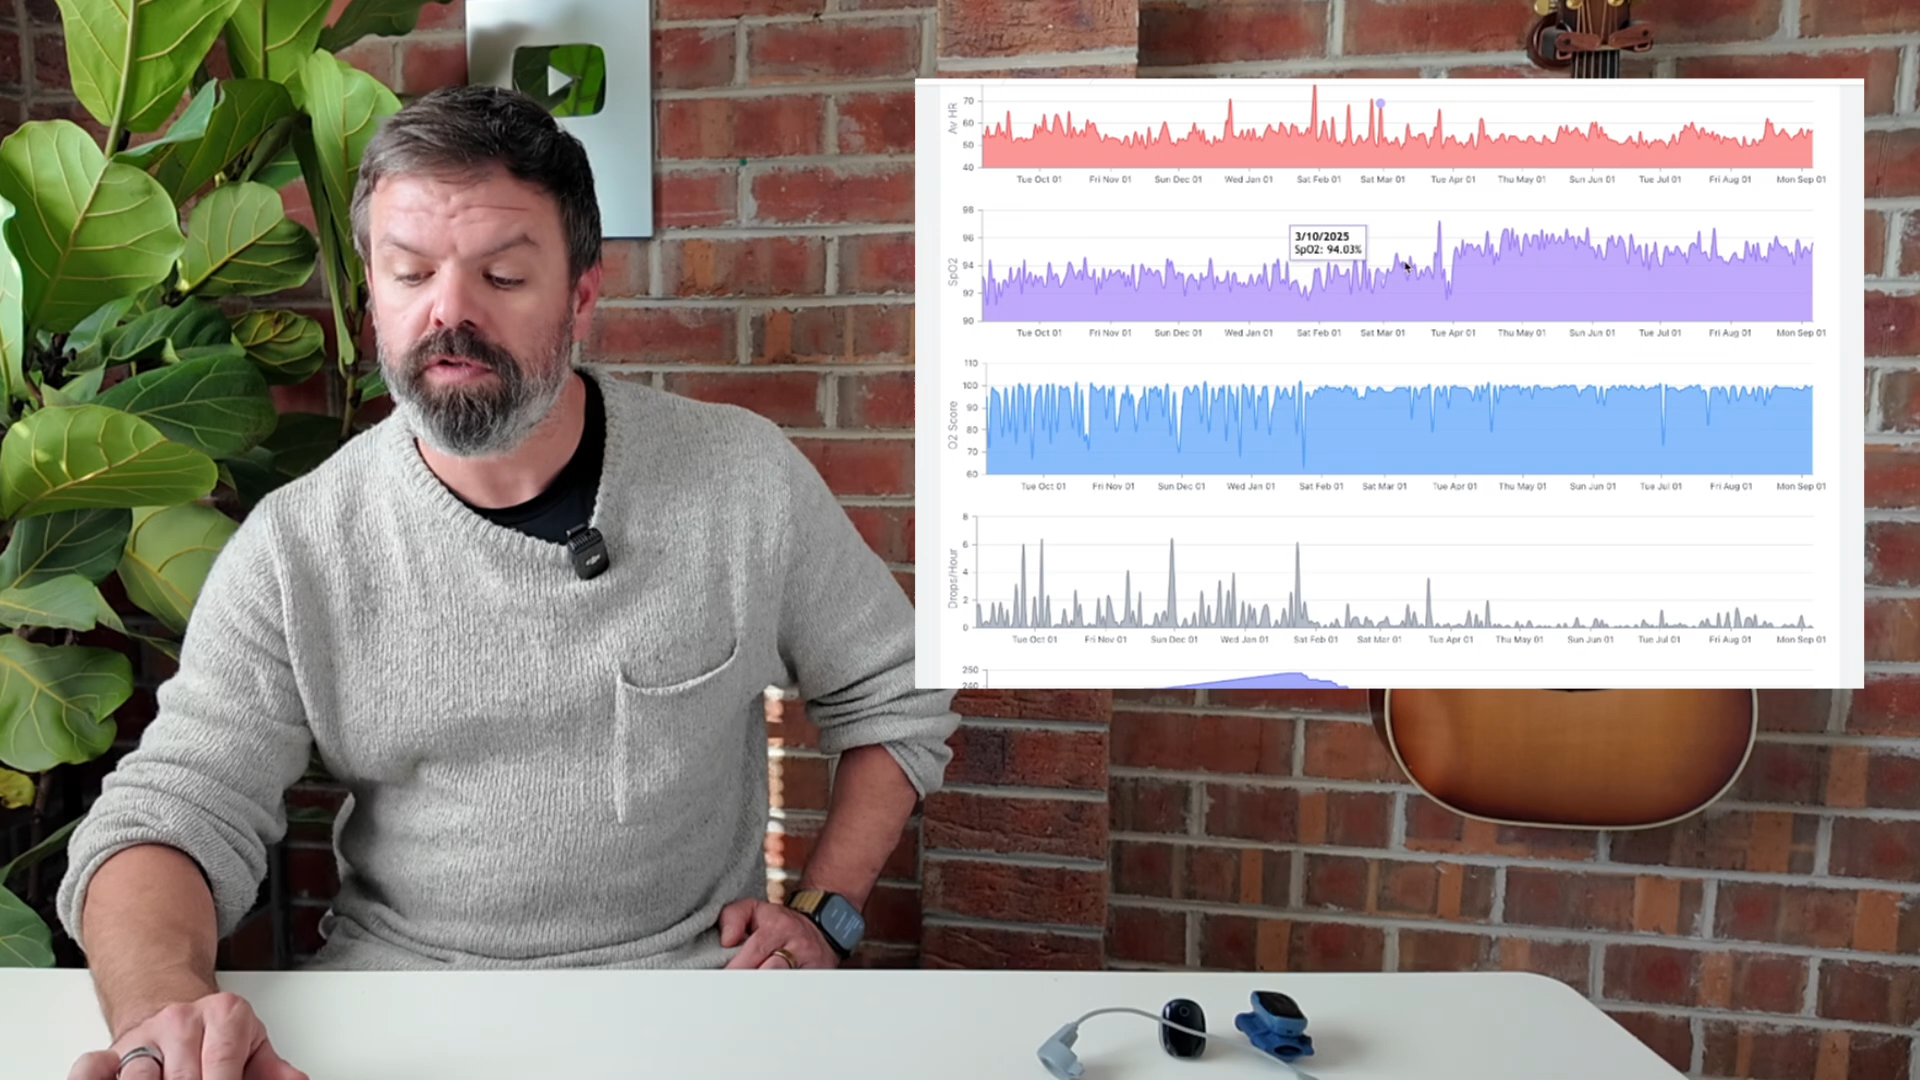 Av HR
70
60
50
40
Tue Oct 01 Fri Nov 01 Sun Dec 01 Wed Jan 01 Sat Feb 01 Sat Mar 01 Tue Apr 01 Thu May 01 Sun Jun 01 Tue Jul 01 Fri Aug 01 Mon Sep 01
SpO2
98
96
94
92
90
3/10/2025
SpO2: 94.03%
Tue Oct 01 Fri Nov 01 Sun Dec 01 Wed Jan 01 Sat Feb 01 Sat Mar 01 Tue Apr 01 Thu May 01 Sun Jun 01 Tue Jul 01 Fri Aug 01 Mon Sep 01
O2 Score
110
100
90
80
70
60
Tue Oct 01 Fri Nov 01 Sun Dec 01 Wed Jan 01 Sat Feb 01 Sat Mar 01 Tue Apr 01 Thu May 01 Sun Jun 01 Tue Jul 01 Fri Aug 01 Mon Sep 01
Drops/Hour
8
6
4
2
0
Tue Oct 01 Fri Nov 01 Sun Dec 01 Wed Jan 01 Sat Feb 01 Sat Mar 01 Tue Apr 01 Thu May 01 Sun Jun 01 Tue Jul 01 Fri Aug 01 Mon Sep 01
250
240
dji